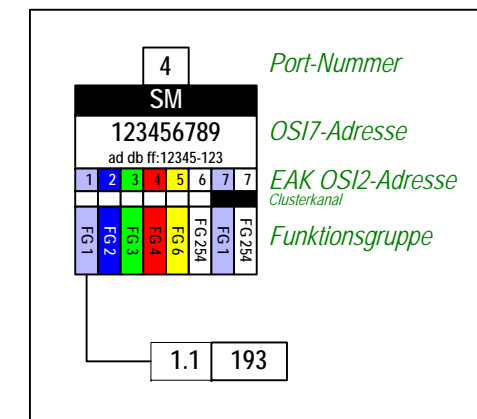 4 Port-Nummer
SM
123456789 OSI7-Adresse
ad db ff:12345-123
1 2 3 4 5 6 7 7 EAK OSI2-Adresse
Clusterkanal
FG 1 FG 2 FG 3 FG 4 FG 6 FG 254 FG 1 FG 254 Funktionsgruppe
1.1 193